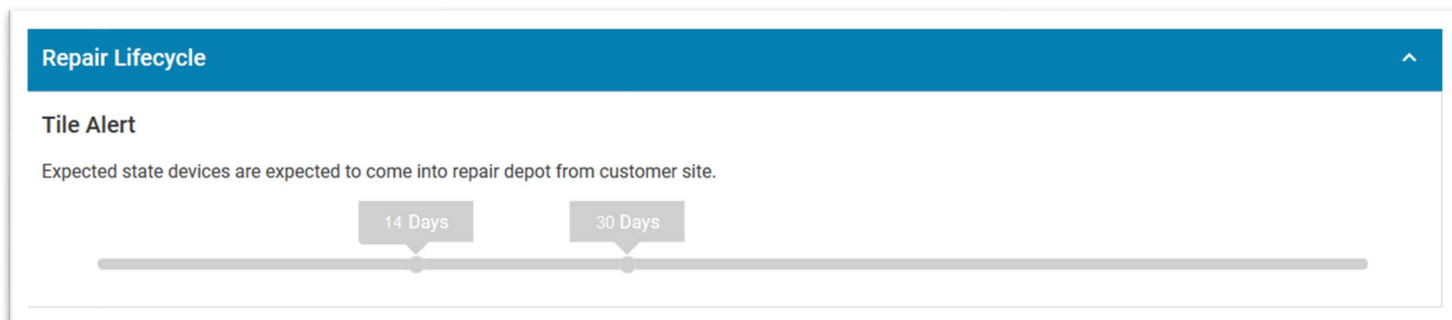 Repair Lifecycle
Tile Alert
Expected state devices are expected to come into repair depot from customer site.
14 Days
30 Days